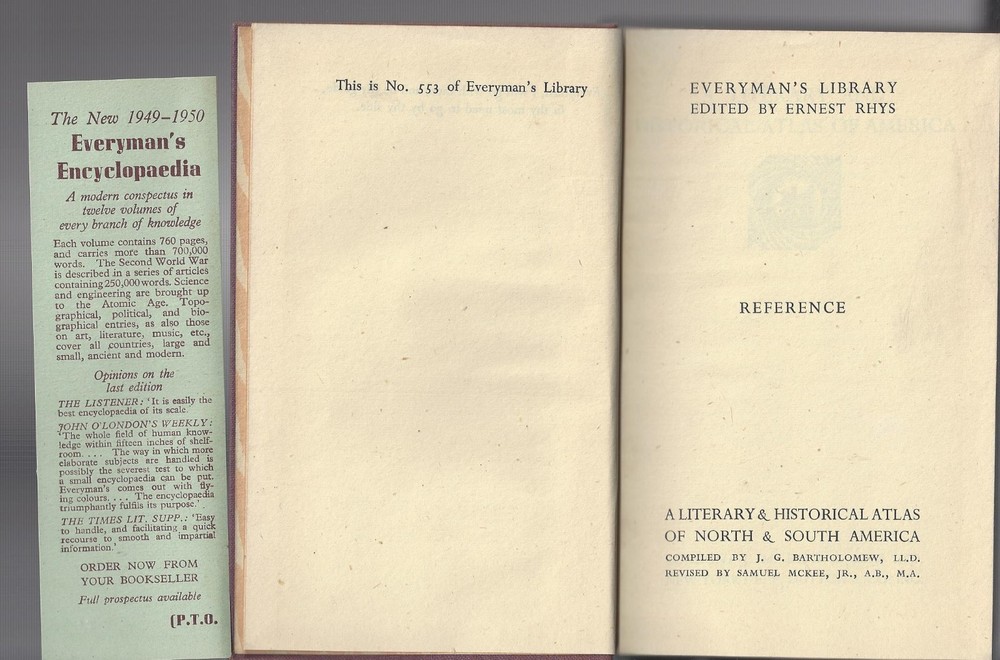 The New 1949–1950
Everyman's
Encyclopaedia
A modern conspectus in
twelve volumes of
every branch of knowledge
Each volume contains 760 pages,
and carries more than 700,000
words. The Second World War
is described in a series of articles
containing 250,000 words. Science
and engineering are brought up
to the Atomic Age. Topo-
graphical, political, and bio-
graphical entries, as also those
on art, literature, music, etc.,
cover all countries, large and
small, ancient and modern.
Opinions on the
last edition
THE LISTENER: 'It is easily the
best encyclopaedia of its scale.'
JOHN O'LONDON'S WEEKLY:
'The whole field of human know-
ledge within fifteen inches of shelf-
room. . . . The way in which more
elaborate subjects are handled is
possibly the severest test to which
a small encyclopaedia can be put.
Everyman's comes out with fly-
ing colours. . . . The encyclopaedia
triumphantly fulfils its purpose.'
THE TIMES LIT. SUPP.: 'Easy
to handle, and facilitating a quick
recourse to smooth and impartial
information.'
ORDER NOW FROM
YOUR BOOKSELLER
Full prospectus available
(P.T.O.
This is No. 553 of Everyman's Library
EVERYMAN'S LIBRARY
EDITED BY ERNEST RHYS
REFERENCE
A LITERARY & HISTORICAL ATLAS
OF NORTH & SOUTH AMERICA
COMPILED BY J. G. BARTHOLOMEW, LL.D.
REVISED BY SAMUEL MCKEE, JR., A.B., M.A.